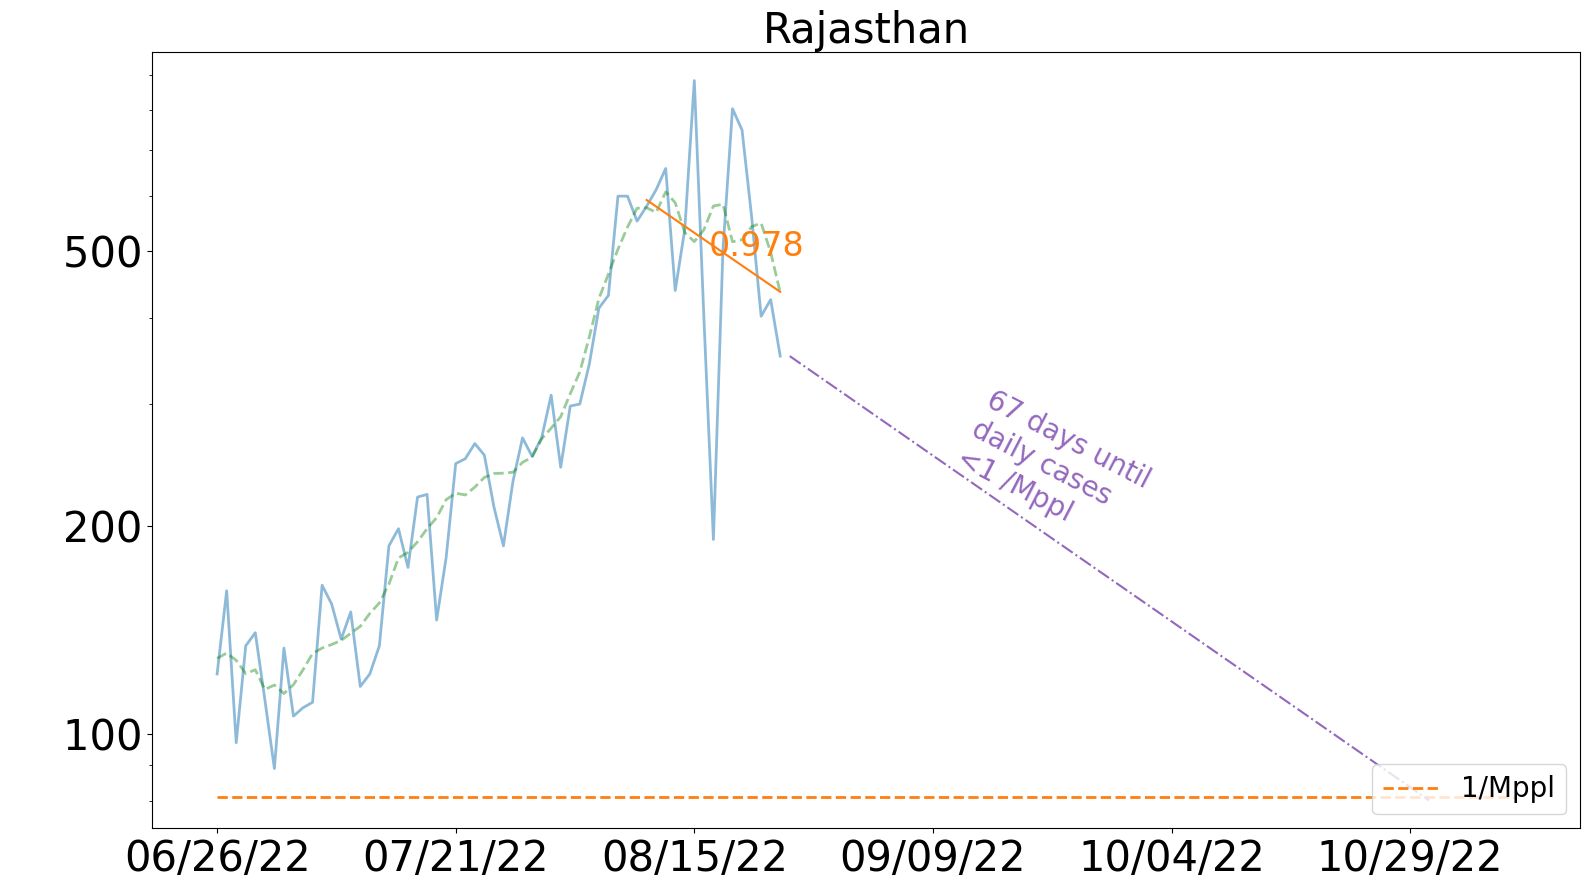 Rajasthan
500
200
100
0.978
67 days until
daily cases
<1 /Mppl
1/Mppl
06/26/22
07/21/22
08/15/22
09/09/22
10/04/22
10/29/22